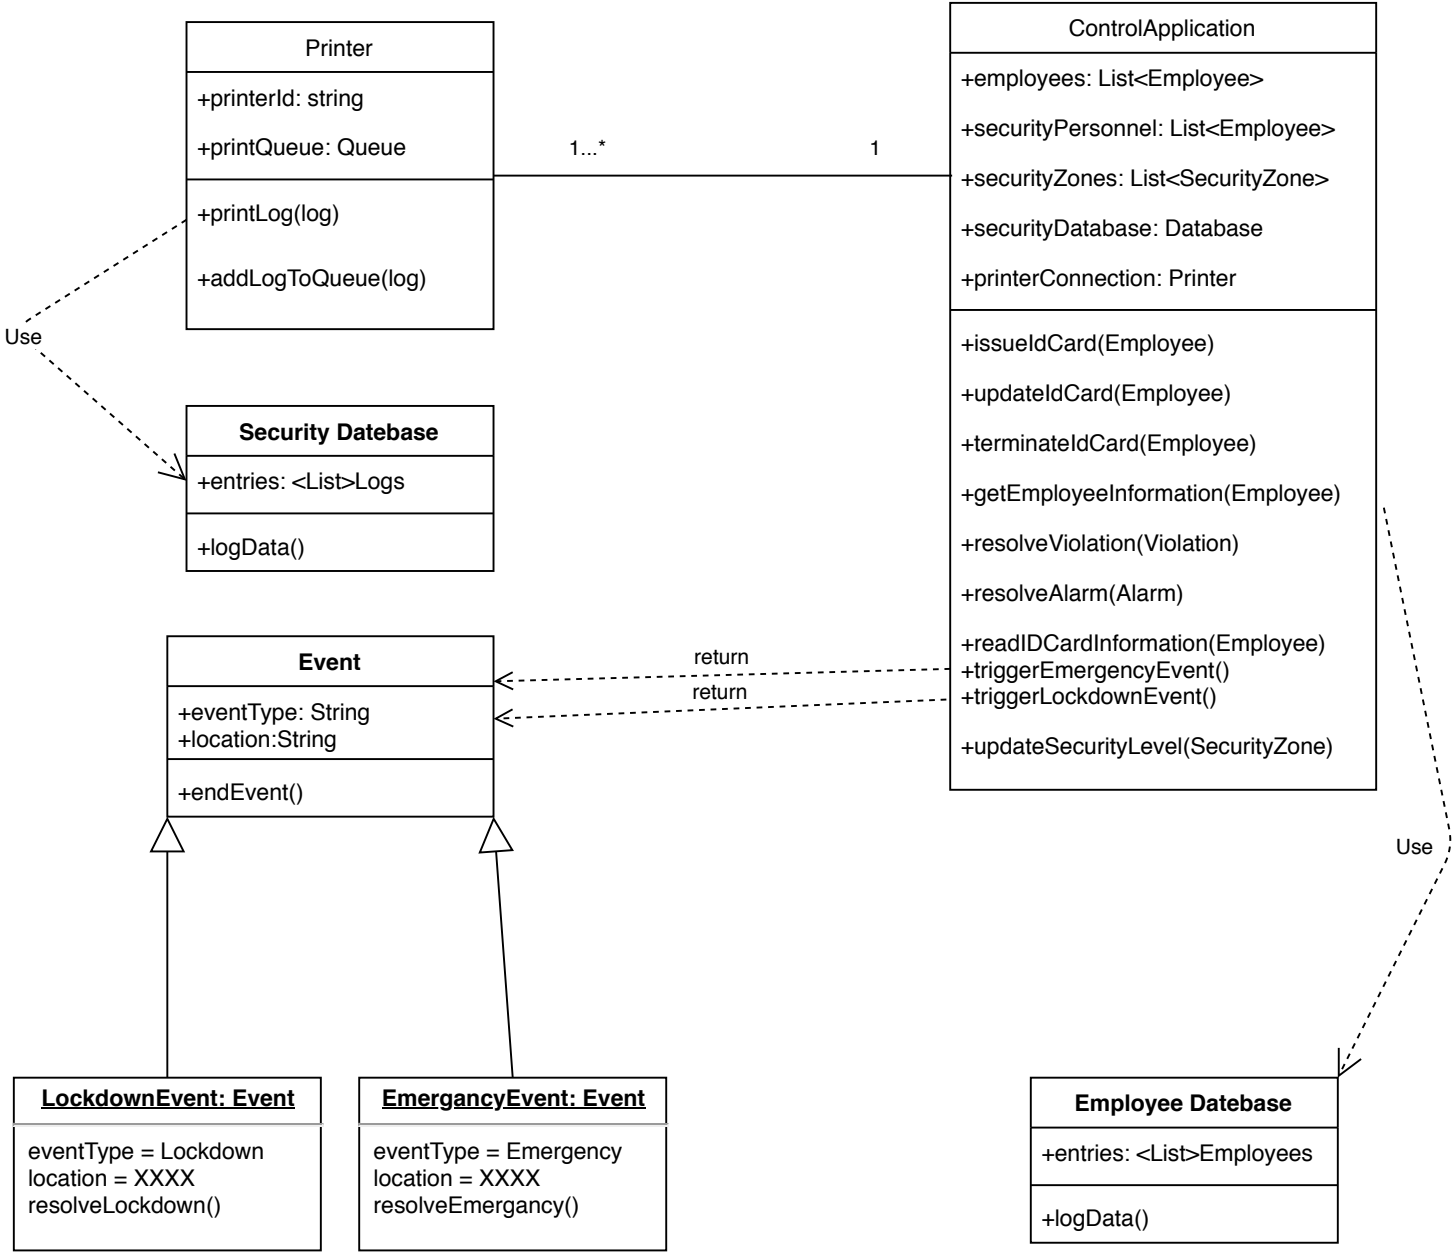 Printer
+printerId: string
+printQueue: Queue
+printLog(log)
+addLogToQueue(log)
1...*
1
ControlApplication
+employees: List<Employee>
+securityPersonnel: List<Employee>
+securityZones: List<SecurityZone>
+securityDatabase: Database
+printerConnection: Printer
+issueIdCard(Employee)
+updateIdCard(Employee)
+terminateIdCard(Employee)
+getEmployeeInformation(Employee)
+resolveViolation(Violation)
+resolveAlarm(Alarm)
+readIDCardInformation(Employee)
+triggerEmergencyEvent()
+triggerLockdownEvent()
+updateSecurityLevel(SecurityZone)
Use
Security Datebase
+entries: <List>Logs
+logData()
return
return
Event
+eventType: String
+location:String
+endEvent()
Use
LockdownEvent: Event
eventType = Lockdown
location = XXXX
resolveLockdown()
EmergancyEvent: Event
eventType = Emergency
location = XXXX
resolveEmergancy()
Employee Datebase
+entries: <List>Employees
+logData()